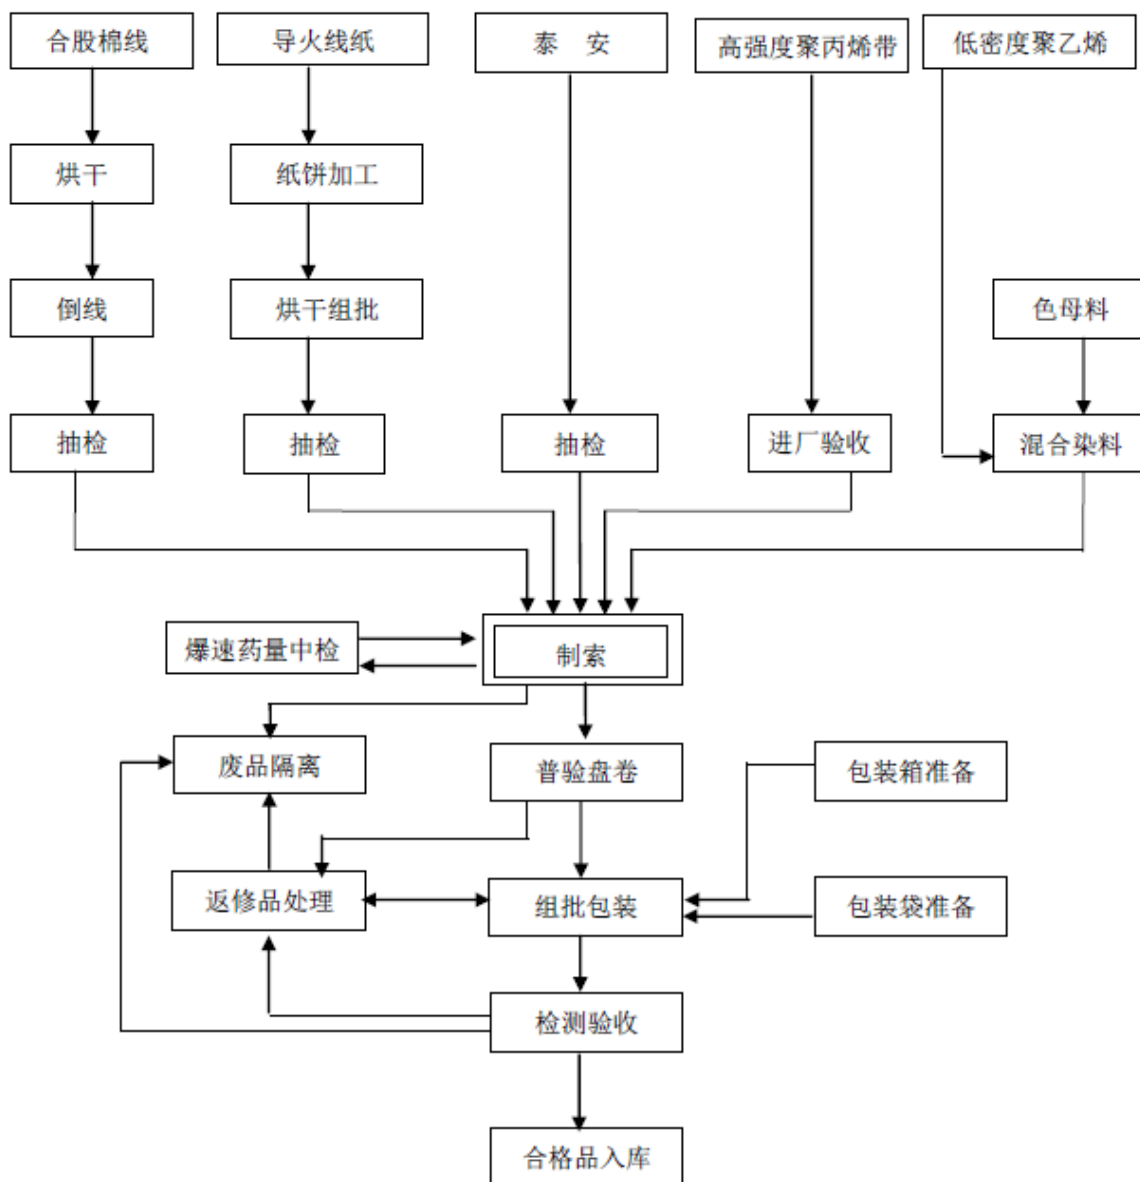 合股棉线
导火线纸
泰 安
高强度聚丙烯带
低密度聚乙烯
烘干
纸饼加工
倒线
烘干组批
色母料
抽检
抽检
抽检
进厂验收
混合染料
爆速药量中检
制索
废品隔离
普验盘卷
包装箱准备
返修品处理
组批包装
包装袋准备
检测验收
合格品入库